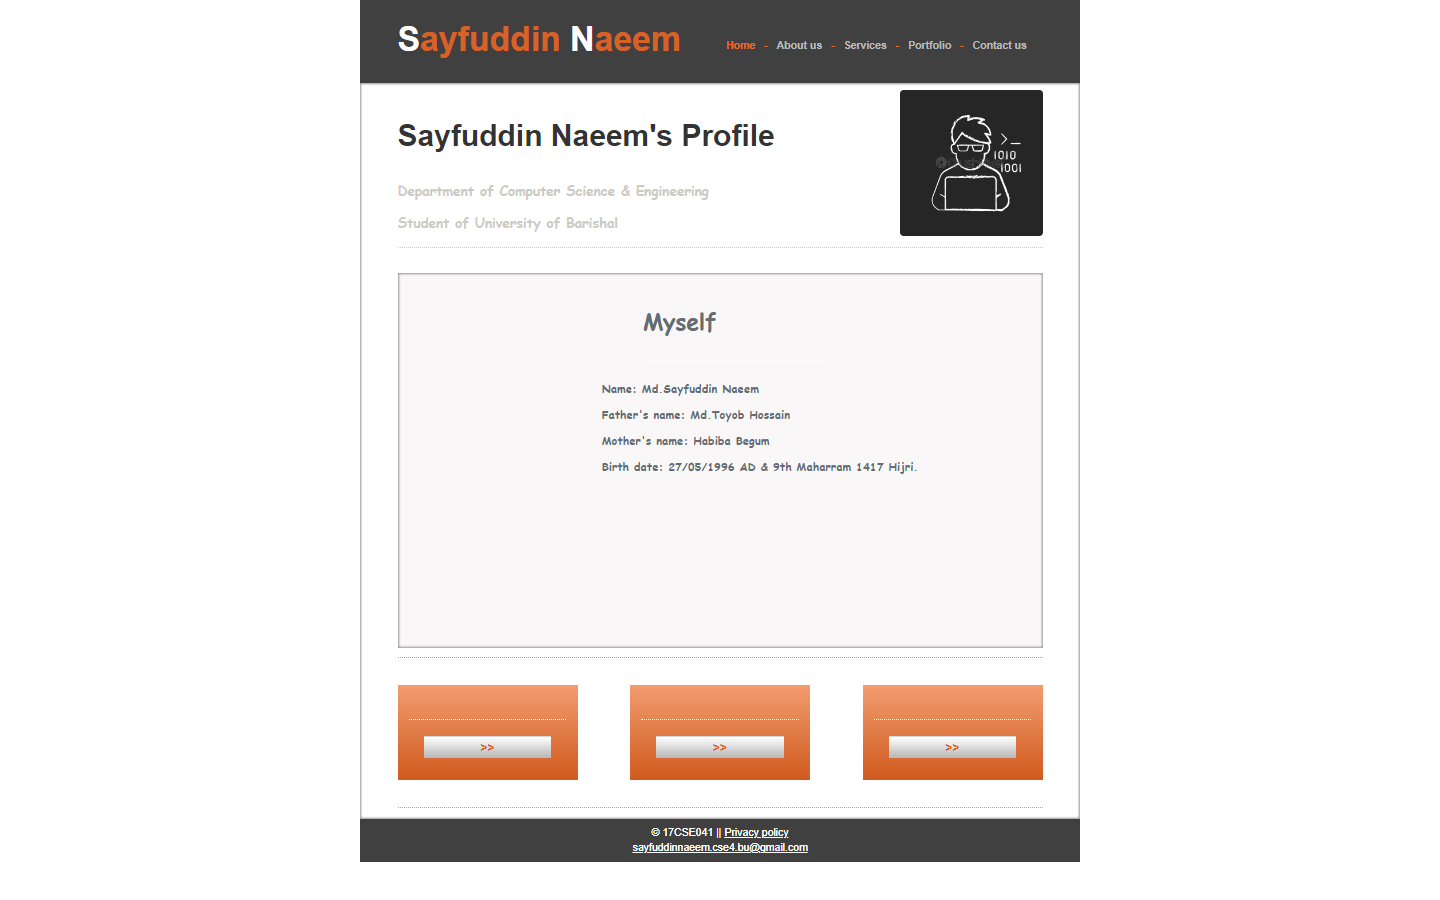 Sayfuddin Naeem
Home - About us - Services - Portfolio - Contact us
Sayfuddin Naeem's Profile
>_
1010
1001
Department of Computer Science & Engineering
Student of University of Barishal
Myself
Name: Md.Sayfuddin Naeem
Father's name: Md.Toyob Hossain
Mother's name: Habiba Begum
Birth date: 27/05/1996 AD & 9th Maharram 1417 Hijri.
>> >> >>
© 17CSE041 || Privacy policy
sayfuddinnaeem.cse4.bu@gmail.com